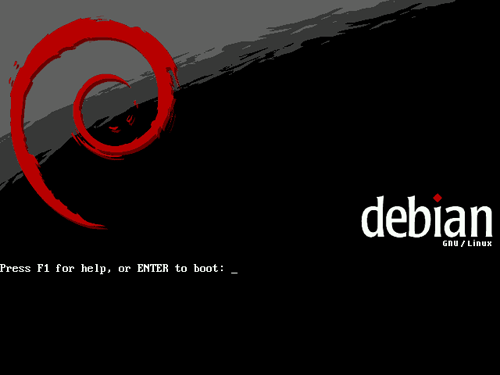 debian
GNU/Linux
Press F1 for help, or ENTER to boot: _